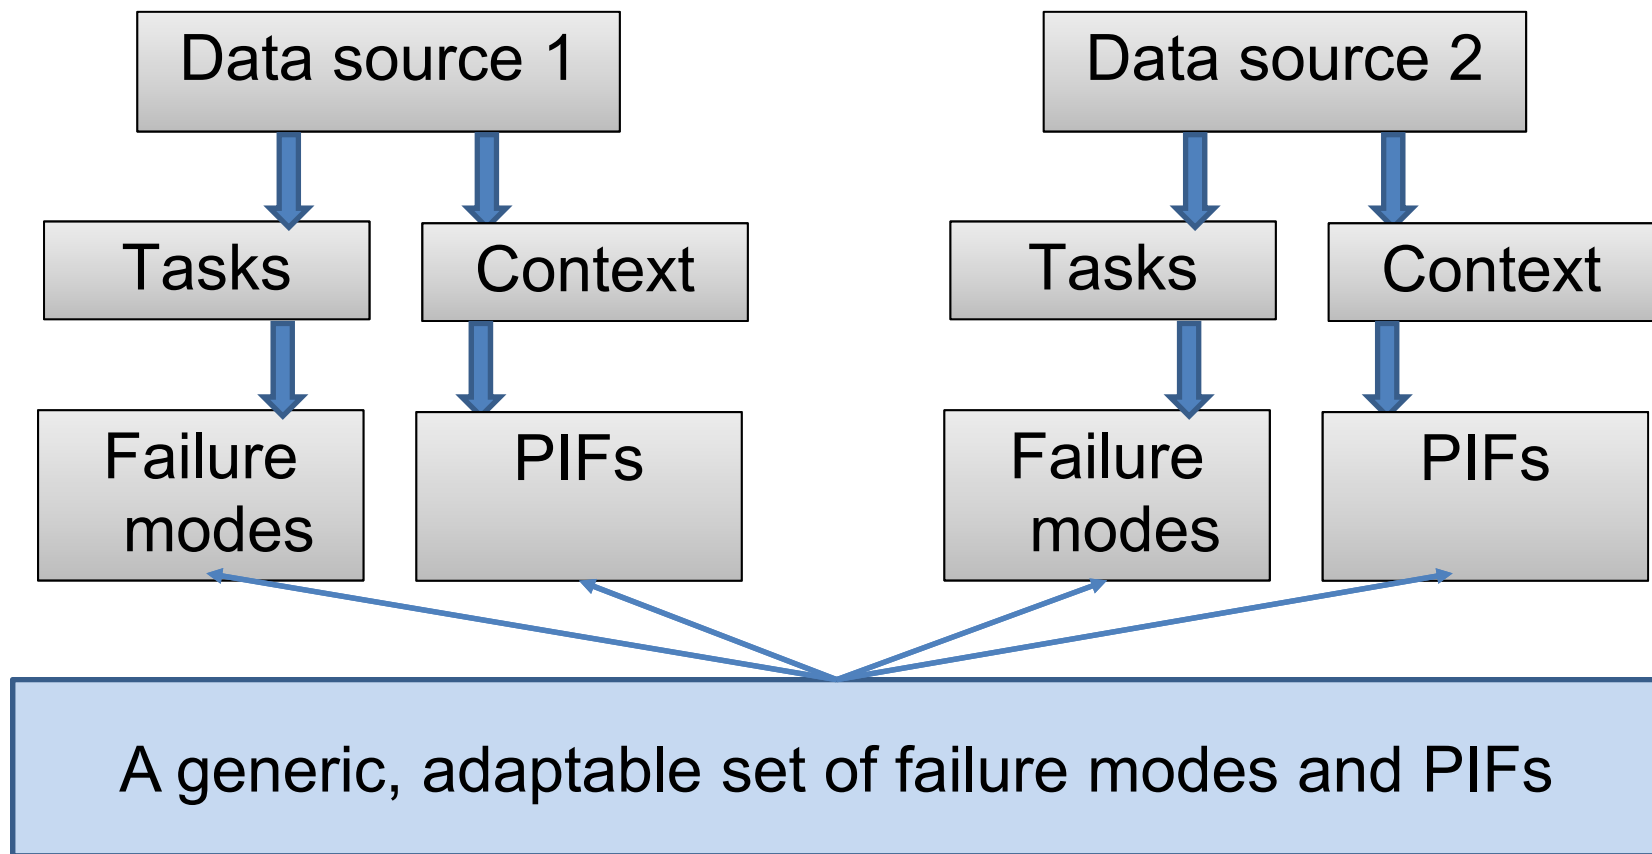 Data source 1
Data source 2
Tasks
Context
Tasks
Context
Failure
modes
PIFs
Failure
modes
PIFs
A generic, adaptable set of failure modes and PIFs